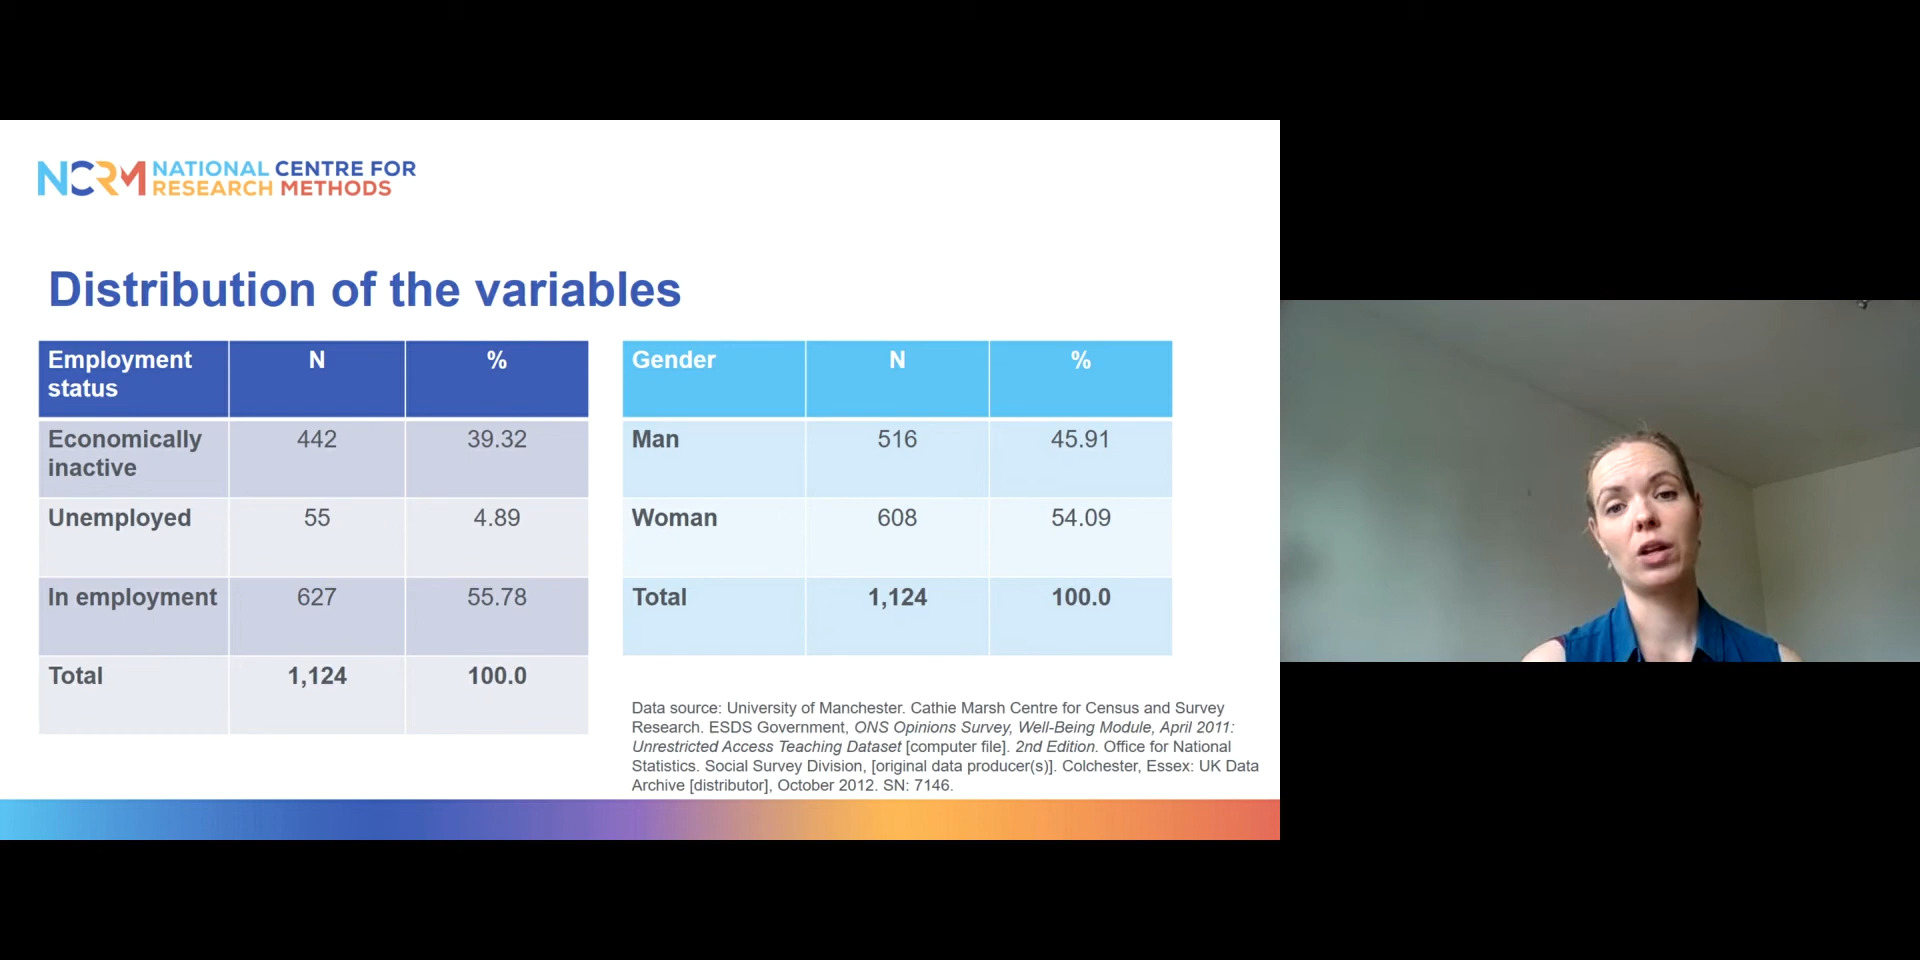 NCRM NATIONAL CENTRE FOR
RESEARCH METHODS
Distribution of the variables
Employment status N %
Economically inactive 442 39.32
Unemployed 55 4.89
In employment 627 55.78
Total 1,124 100.0
Gender N %
Man 516 45.91
Woman 608 54.09
Total 1,124 100.0
Data source: University of Manchester. Cathie Marsh Centre for Census and Survey
Research. ESDS Government, ONS Opinions Survey, Well-Being Module, April 2011:
Unrestricted Access Teaching Dataset [computer file]. 2nd Edition. Office for National
Statistics. Social Survey Division, [original data producer(s)]. Colchester, Essex: UK Data
Archive [distributor], October 2012. SN: 7146.